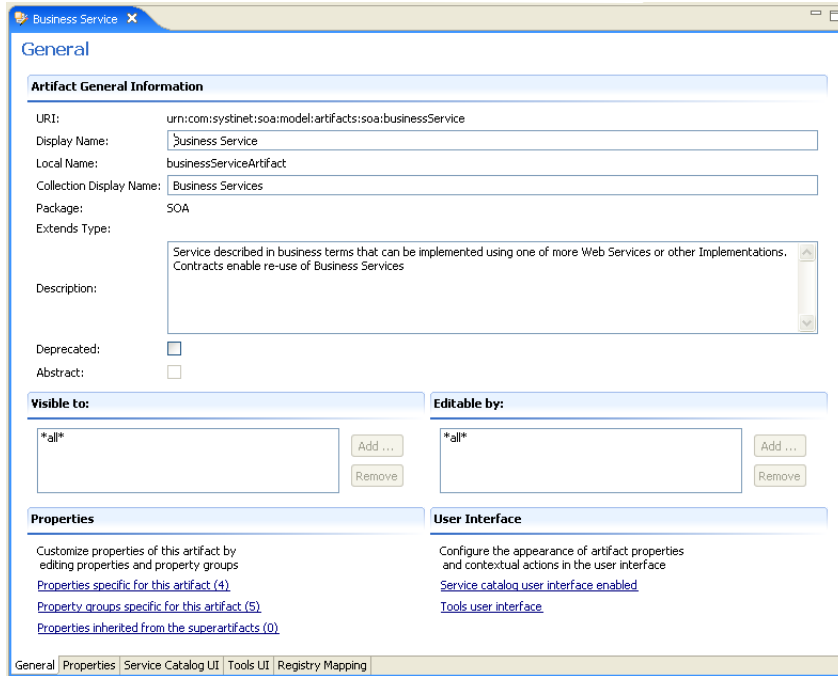 Business Service
General
Artifact General Information
URI: urn:com:systinet:soa:model:artifacts:soa:businessService
Display Name: Business Service
Local Name: businessServiceArtifact
Collection Display Name: Business Services
Package: SOA
Extends Type:
Service described in business terms that can be implemented using one of more Web Services or other Implementations.
Contracts enable re-use of Business Services
Description:
Deprecated:
Abstract:
Visible to:
*all*
Add ...
Remove
Editable by:
*all*
Add ...
Remove
Properties
Customize properties of this artifact by
editing properties and property groups
Properties specific for this artifact (4)
Property groups specific for this artifact (5)
Properties inherited from the superartifacts (0)
User Interface
Configure the appearance of artifact properties
and contextual actions in the user interface
Service catalog user interface enabled
Tools user interface
General Properties Service Catalog UI Tools UI Registry Mapping